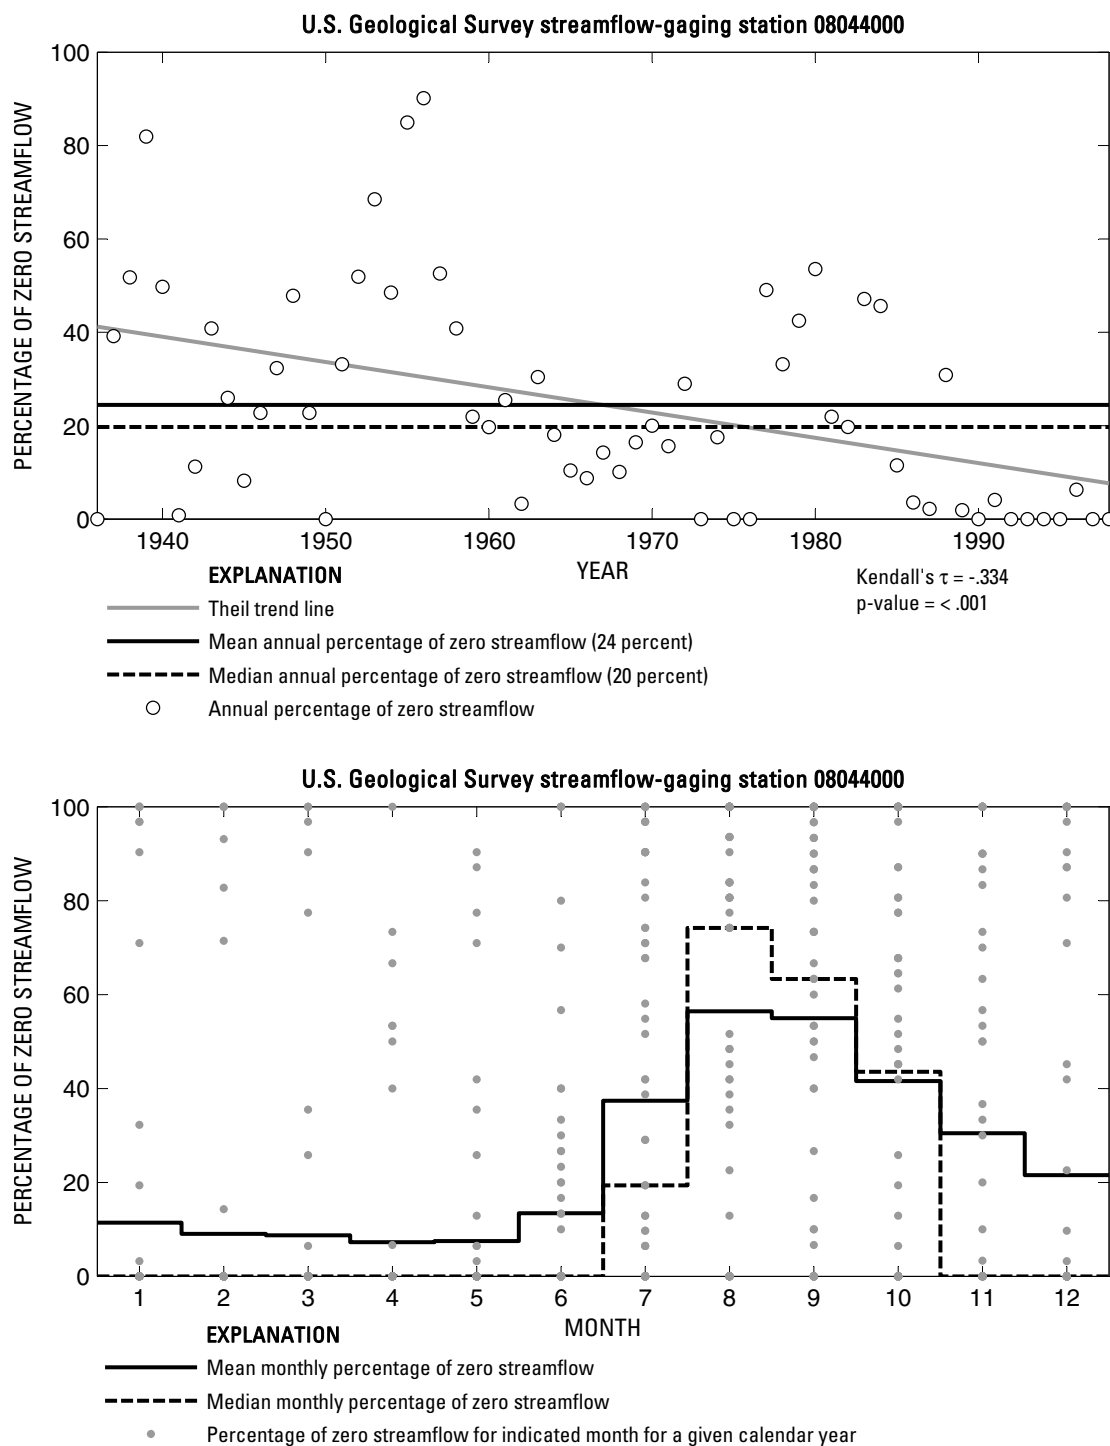 U.S. Geological Survey streamflow-gaging station 08044000
100
80
60
40
20
0
PERCENTAGE OF ZERO STREAMFLOW
1940 1950 1960 1970 1980 1990
YEAR
EXPLANATION
Theil trend line
Mean annual percentage of zero streamflow (24 percent)
Median annual percentage of zero streamflow (20 percent)
Annual percentage of zero streamflow
Kendall's τ = -.334
p-value = < .001
U.S. Geological Survey streamflow-gaging station 08044000
100
80
60
40
20
0
PERCENTAGE OF ZERO STREAMFLOW
1 2 3 4 5 6 7 8 9 10 11 12
MONTH
EXPLANATION
Mean monthly percentage of zero streamflow
Median monthly percentage of zero streamflow
Percentage of zero streamflow for indicated month for a given calendar year